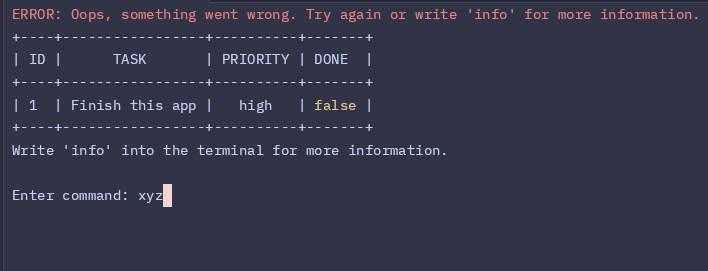 ERROR: Oops, something went wrong. Try again or write 'info' for more information.
+----+-----------------+----------+-------+
| ID |      TASK       | PRIORITY | DONE  |
+----+-----------------+----------+-------+
| 1  | Finish this app |   high   | false |
+----+-----------------+----------+-------+
Write 'info' into the terminal for more information.
Enter command: xyz